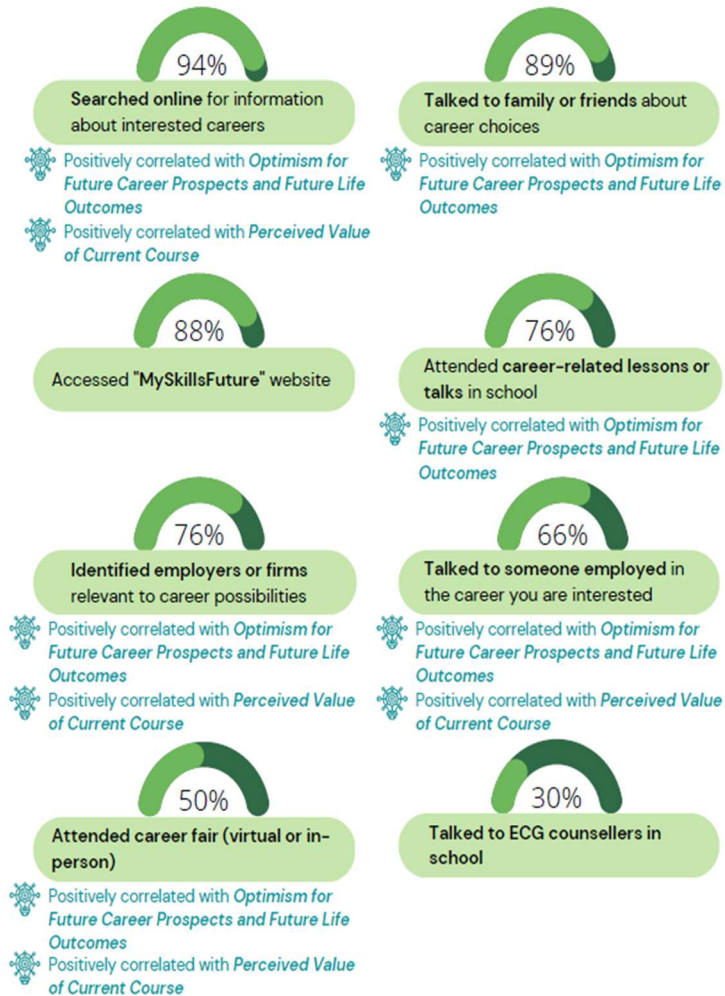 94%
Searched online for information
about interested careers
Positively correlated with Optimism for
Future Career Prospects and Future Life
Outcomes
Positively correlated with Perceived Value
of Current Course
89%
Talked to family or friends about
career choices
Positively correlated with Optimism for
Future Career Prospects and Future Life
Outcomes
88%
Accessed "MySkillsFuture" website
76%
Attended career-related lessons or
talks in school
Positively correlated with Optimism for
Future Career Prospects and Future Life
Outcomes
76%
Identified employers or firms
relevant to career possibilities
Positively correlated with Optimism for
Future Career Prospects and Future Life
Outcomes
Positively correlated with Perceived Value
of Current Course
66%
Talked to someone employed in
the career you are interested
Positively correlated with Optimism for
Future Career Prospects and Future Life
Outcomes
Positively correlated with Perceived Value
of Current Course
50%
Attended career fair (virtual or in-
person)
Positively correlated with Optimism for
Future Career Prospects and Future Life
Outcomes
Positively correlated with Perceived Value
of Current Course
30%
Talked to ECG counsellers in
school